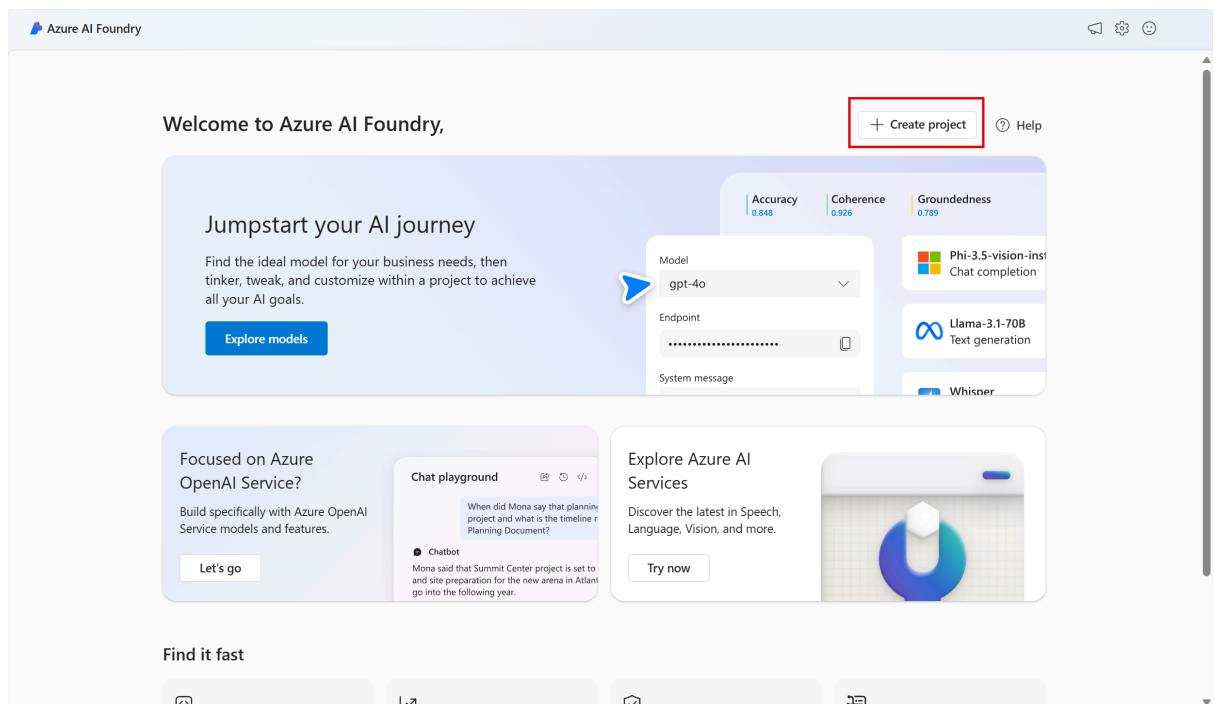 Azure AI Foundry
Welcome to Azure AI Foundry,
Create project
Help
Jumpstart your AI journey
Find the ideal model for your business needs, then
tinker, tweak, and customize within a project to achieve
all your AI goals.
Explore models
Accuracy
0.848
Coherence
0.926
Groundedness
0.789
Model
gpt-4o
Endpoint
System message
Phi-3.5-vision-inst
Chat completion
Llama-3.1-70B
Text generation
Whisper
Focused on Azure
OpenAI Service?
Build specifically with Azure OpenAI
Service models and features.
Let's go
Chat playground
When did Mona say that planning
project and what is the timeline r
Planning Document?
Chatbot
Mona said that Summit Center project is set to
and site preparation for the new arena in Atlant
go into the following year.
Explore Azure AI
Services
Discover the latest in Speech,
Language, Vision, and more.
Try now
Find it fast